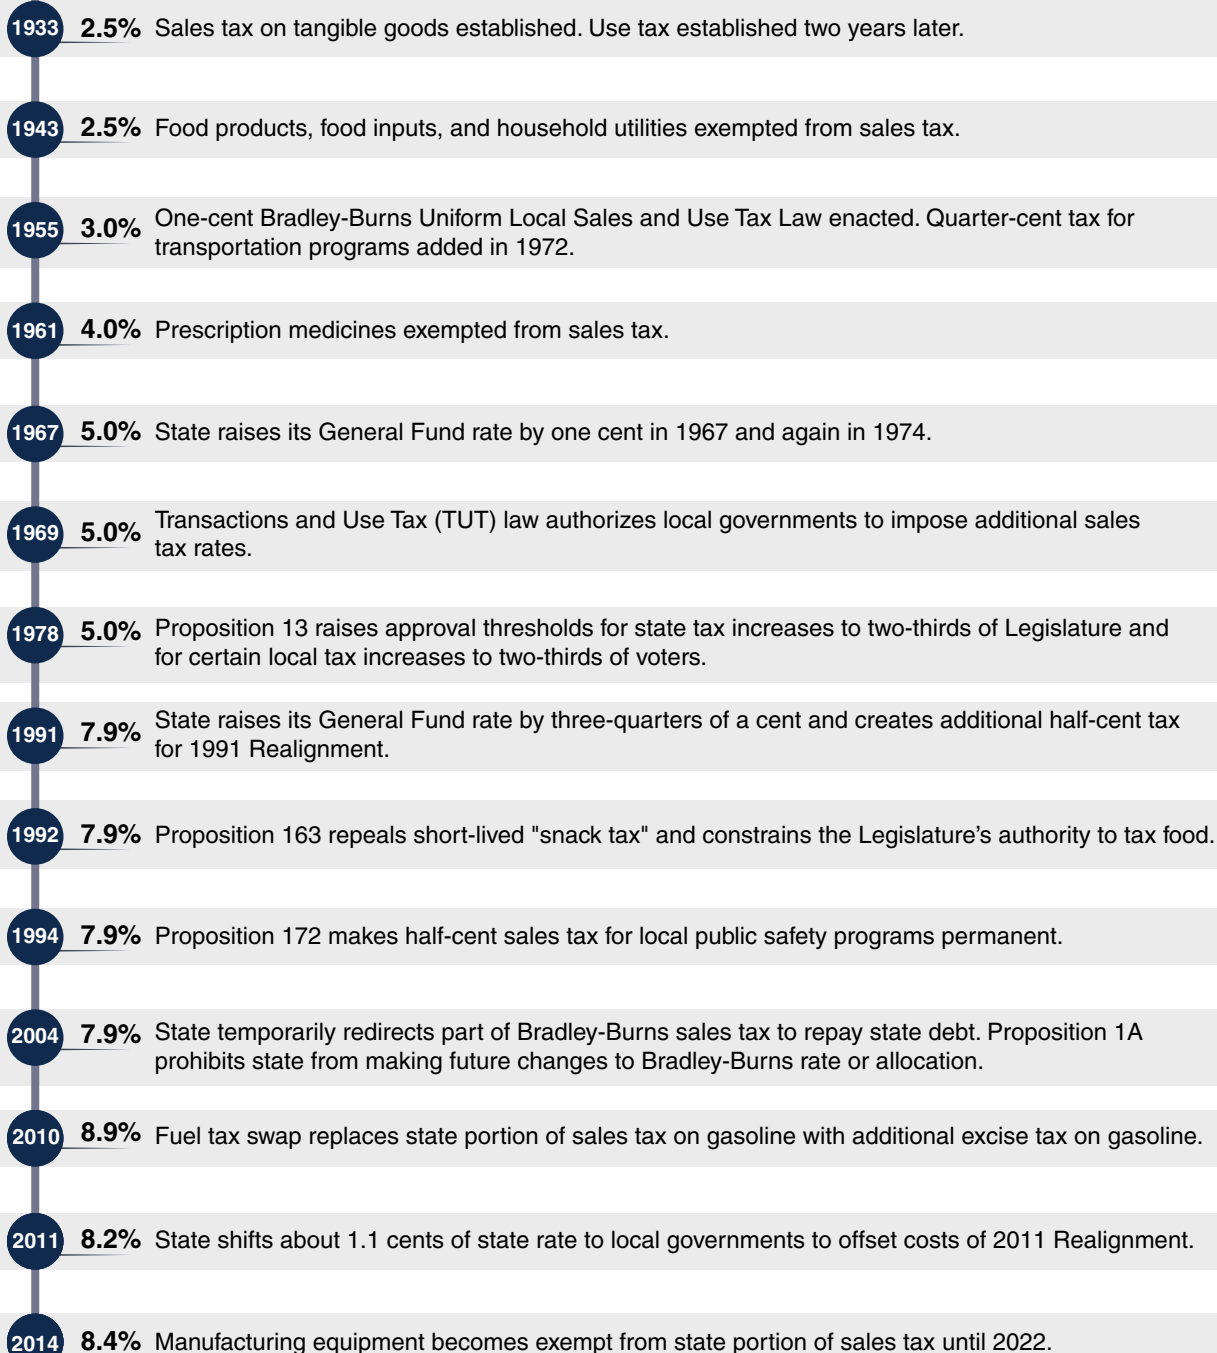 1933 2.5% Sales tax on tangible goods established. Use tax established two years later.
1943 2.5% Food products, food inputs, and household utilities exempted from sales tax.
1955 3.0% One-cent Bradley-Burns Uniform Local Sales and Use Tax Law enacted. Quarter-cent tax for
transportation programs added in 1972.
1961 4.0% Prescription medicines exempted from sales tax.
1967 5.0% State raises its General Fund rate by one cent in 1967 and again in 1974.
1969 5.0% Transactions and Use Tax (TUT) law authorizes local governments to impose additional sales
tax rates.
1978 5.0% Proposition 13 raises approval thresholds for state tax increases to two-thirds of Legislature and
for certain local tax increases to two-thirds of voters.
1991 7.9% State raises its General Fund rate by three-quarters of a cent and creates additional half-cent tax
for 1991 Realignment.
1992 7.9% Proposition 163 repeals short-lived "snack tax" and constrains the Legislature’s authority to tax food.
1994 7.9% Proposition 172 makes half-cent sales tax for local public safety programs permanent.
2004 7.9% State temporarily redirects part of Bradley-Burns sales tax to repay state debt. Proposition 1A
prohibits state from making future changes to Bradley-Burns rate or allocation.
2010 8.9% Fuel tax swap replaces state portion of sales tax on gasoline with additional excise tax on gasoline.
2011 8.2% State shifts about 1.1 cents of state rate to local governments to offset costs of 2011 Realignment.
2014 8.4% Manufacturing equipment becomes exempt from state portion of sales tax until 2022.